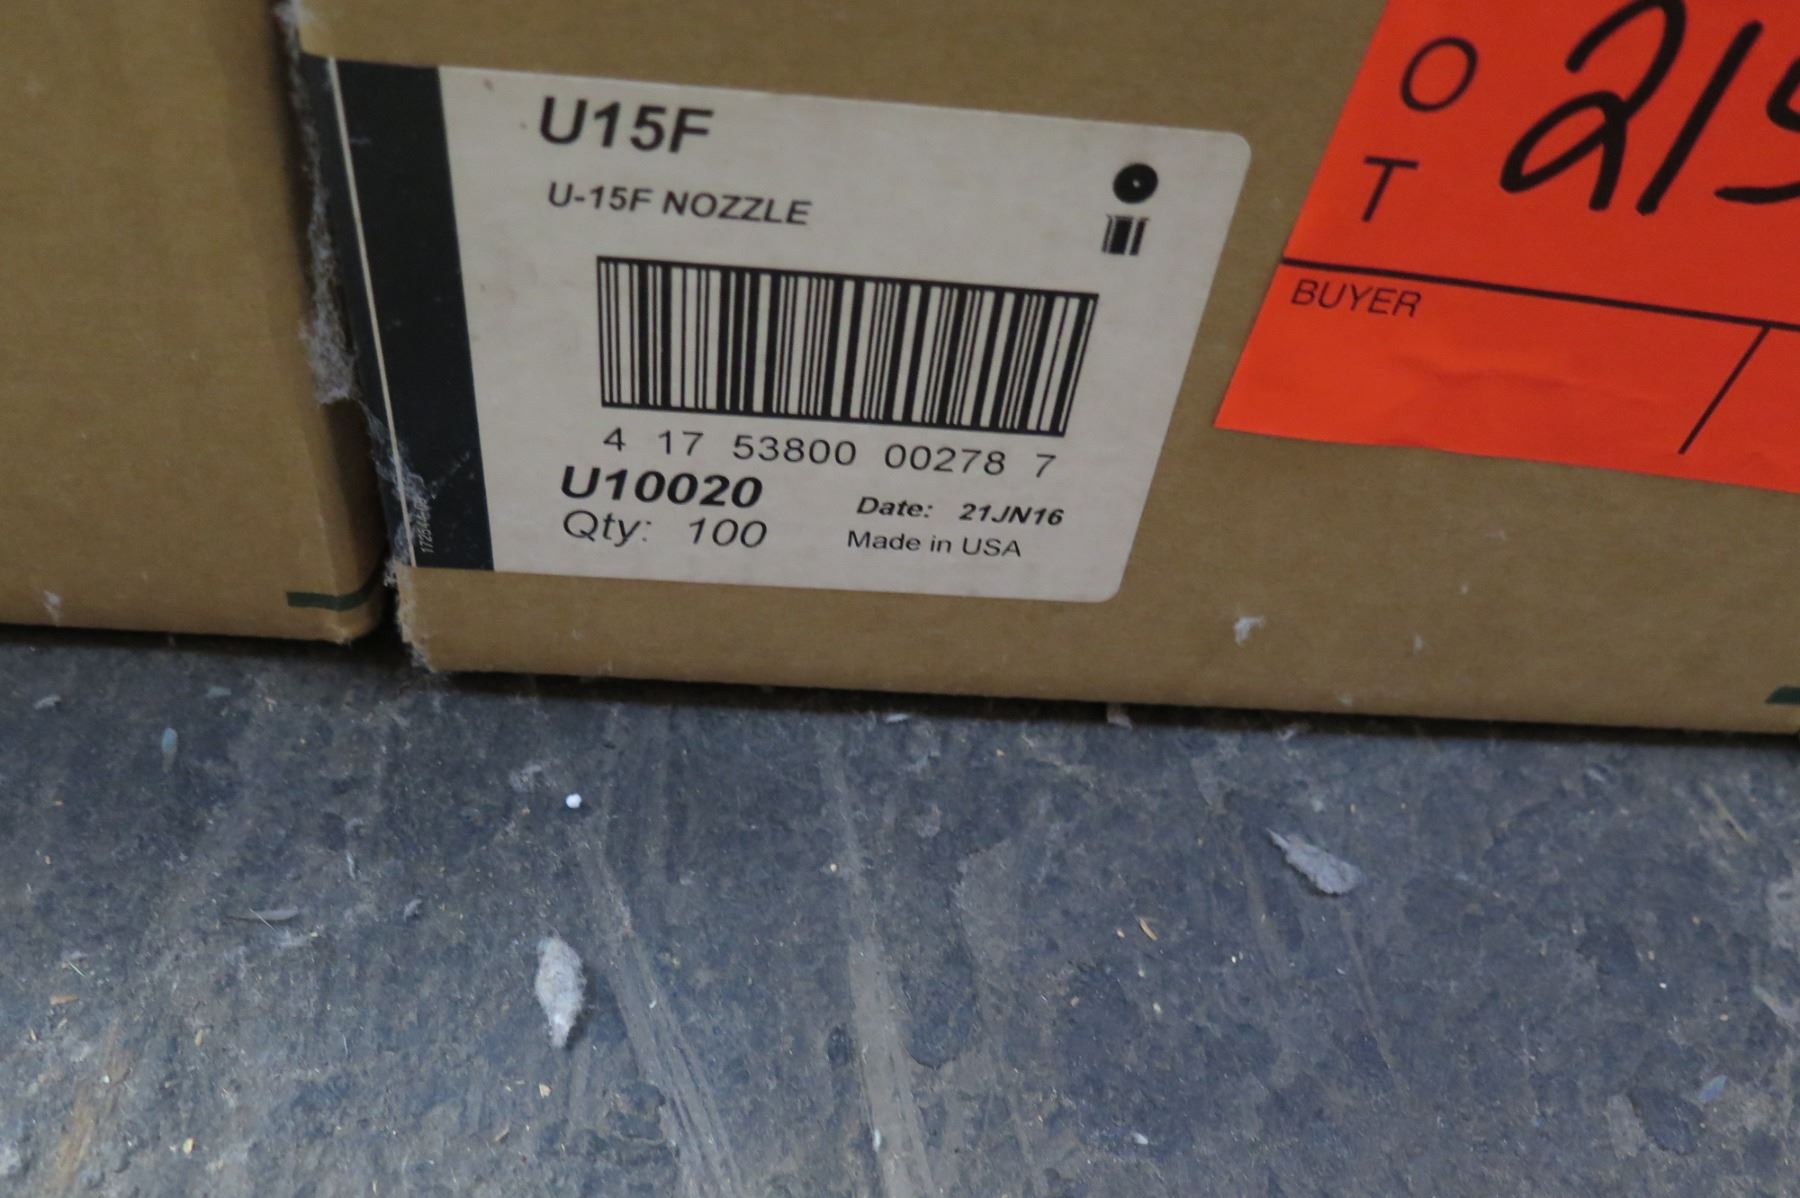 U15F
U-15F NOZZLE
4 17 53800 00278 7
U10020
Qty: 100
Date: 21JN16
Made in USA
O
T
BUYER